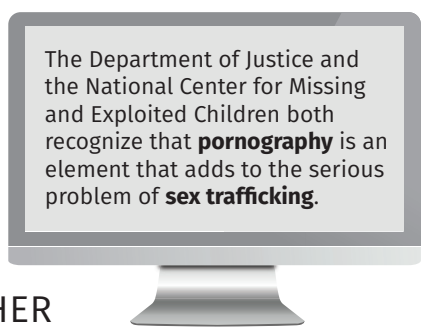 The Department of Justice and
the National Center for Missing
and Exploited Children both
recognize that pornography is an
element that adds to the serious
problem of sex trafficking.
HER